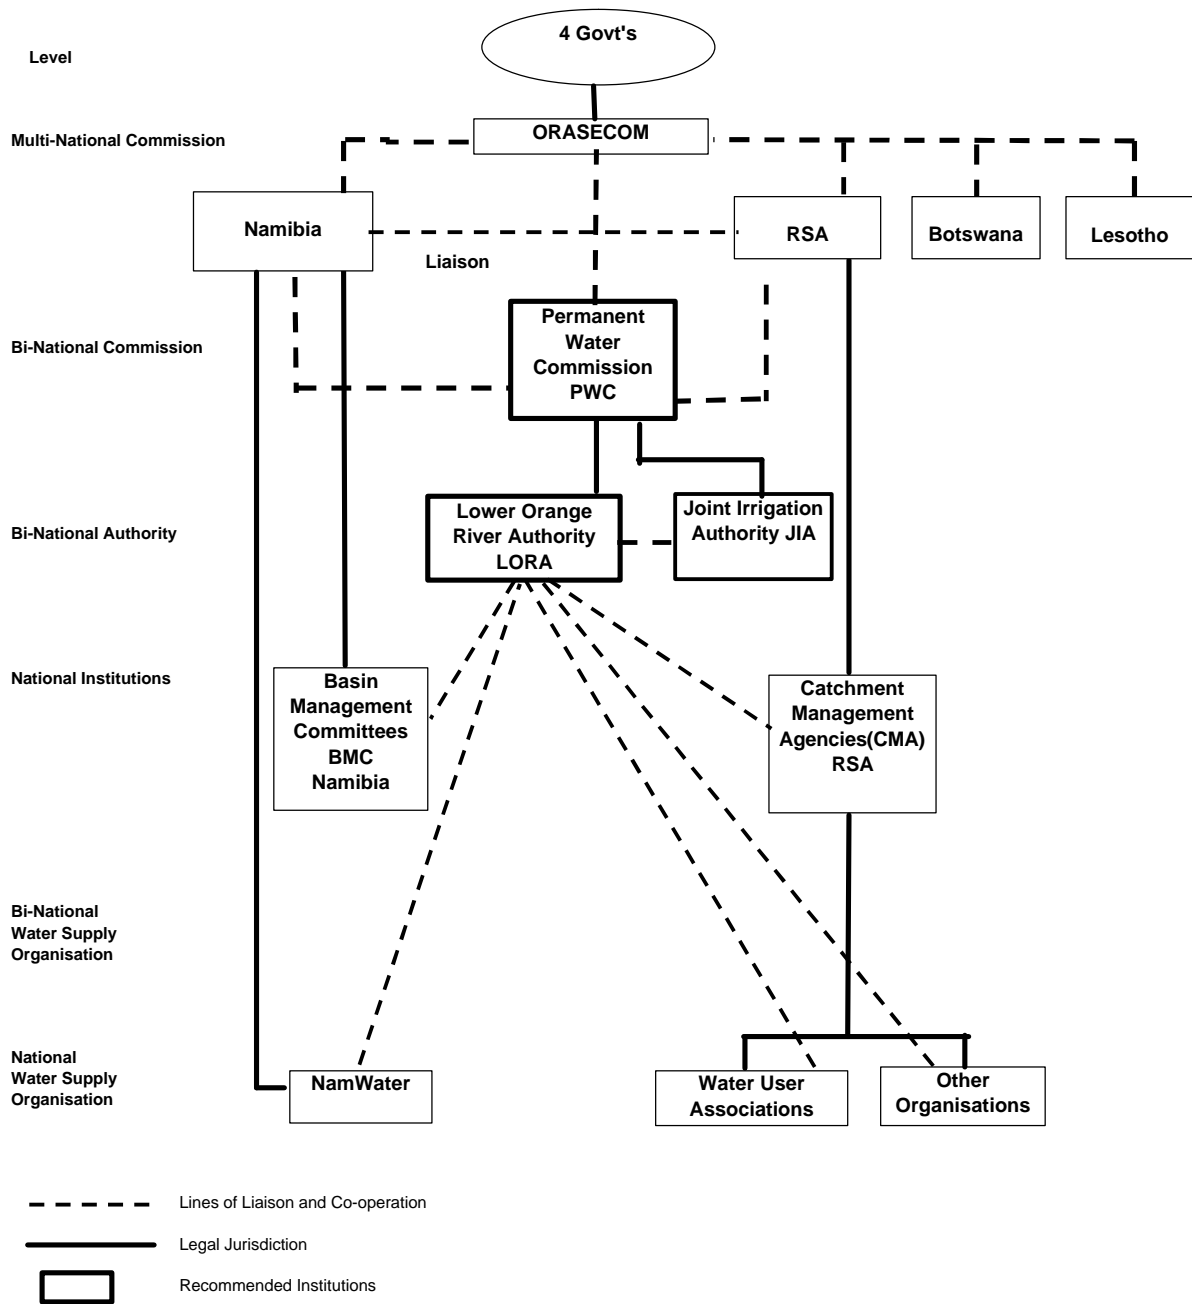 4 Govt's
Level
ORASECOM
Multi-National Commission
Namibia
RSA
Botswana
Lesotho
Liaison
Permanent
Water
Commission
PWC
Bi-National Commission
Lower Orange
River Authority
LORA
Joint Irrigation
Authority JIA
Bi-National Authority
National Institutions
Basin
Management
Committees
BMC
Namibia
Catchment
Management
Agencies(CMA)
RSA
Bi-National
Water Supply
Organisation
National
Water Supply
Organisation
NamWater
Water User
Associations
Other
Organisations
Lines of Liaison and Co-operation
Legal Jurisdiction
Recommended Institutions